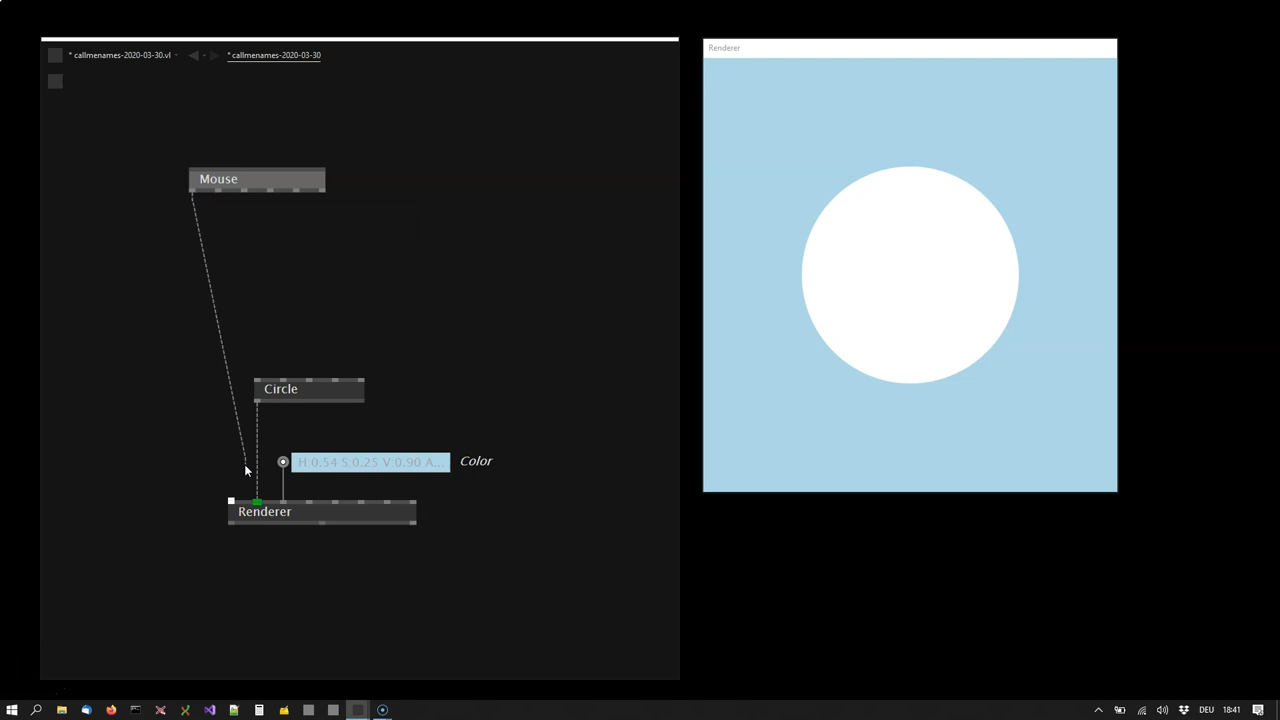 * callmenames-2020-03-30.vl
* callmenames-2020-03-30
Renderer
Mouse
Circle
H:0.54 S:0.25 V:0.90 A...
Color
Renderer
DEU
18:41